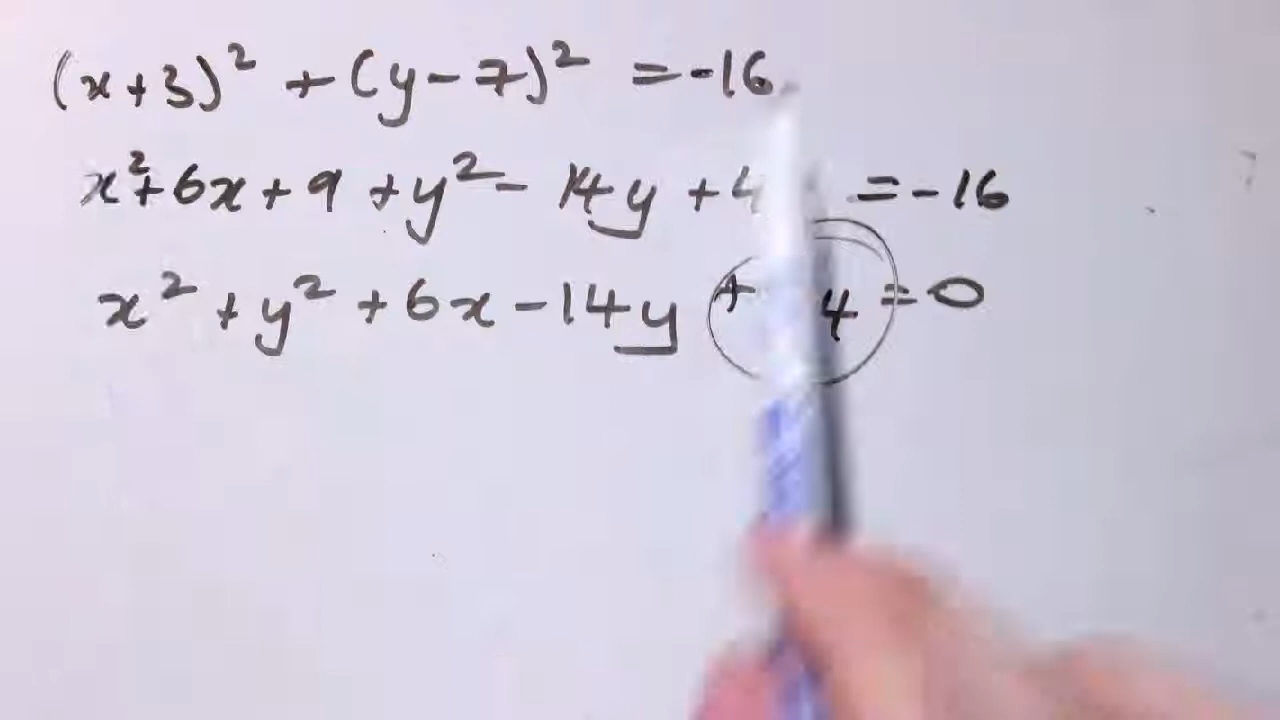 (x+3)² + (y-7)² = -16
x²+6x+9 +y² - 14y +4 = -16
x² + y² + 6x - 14y + 4 = 0